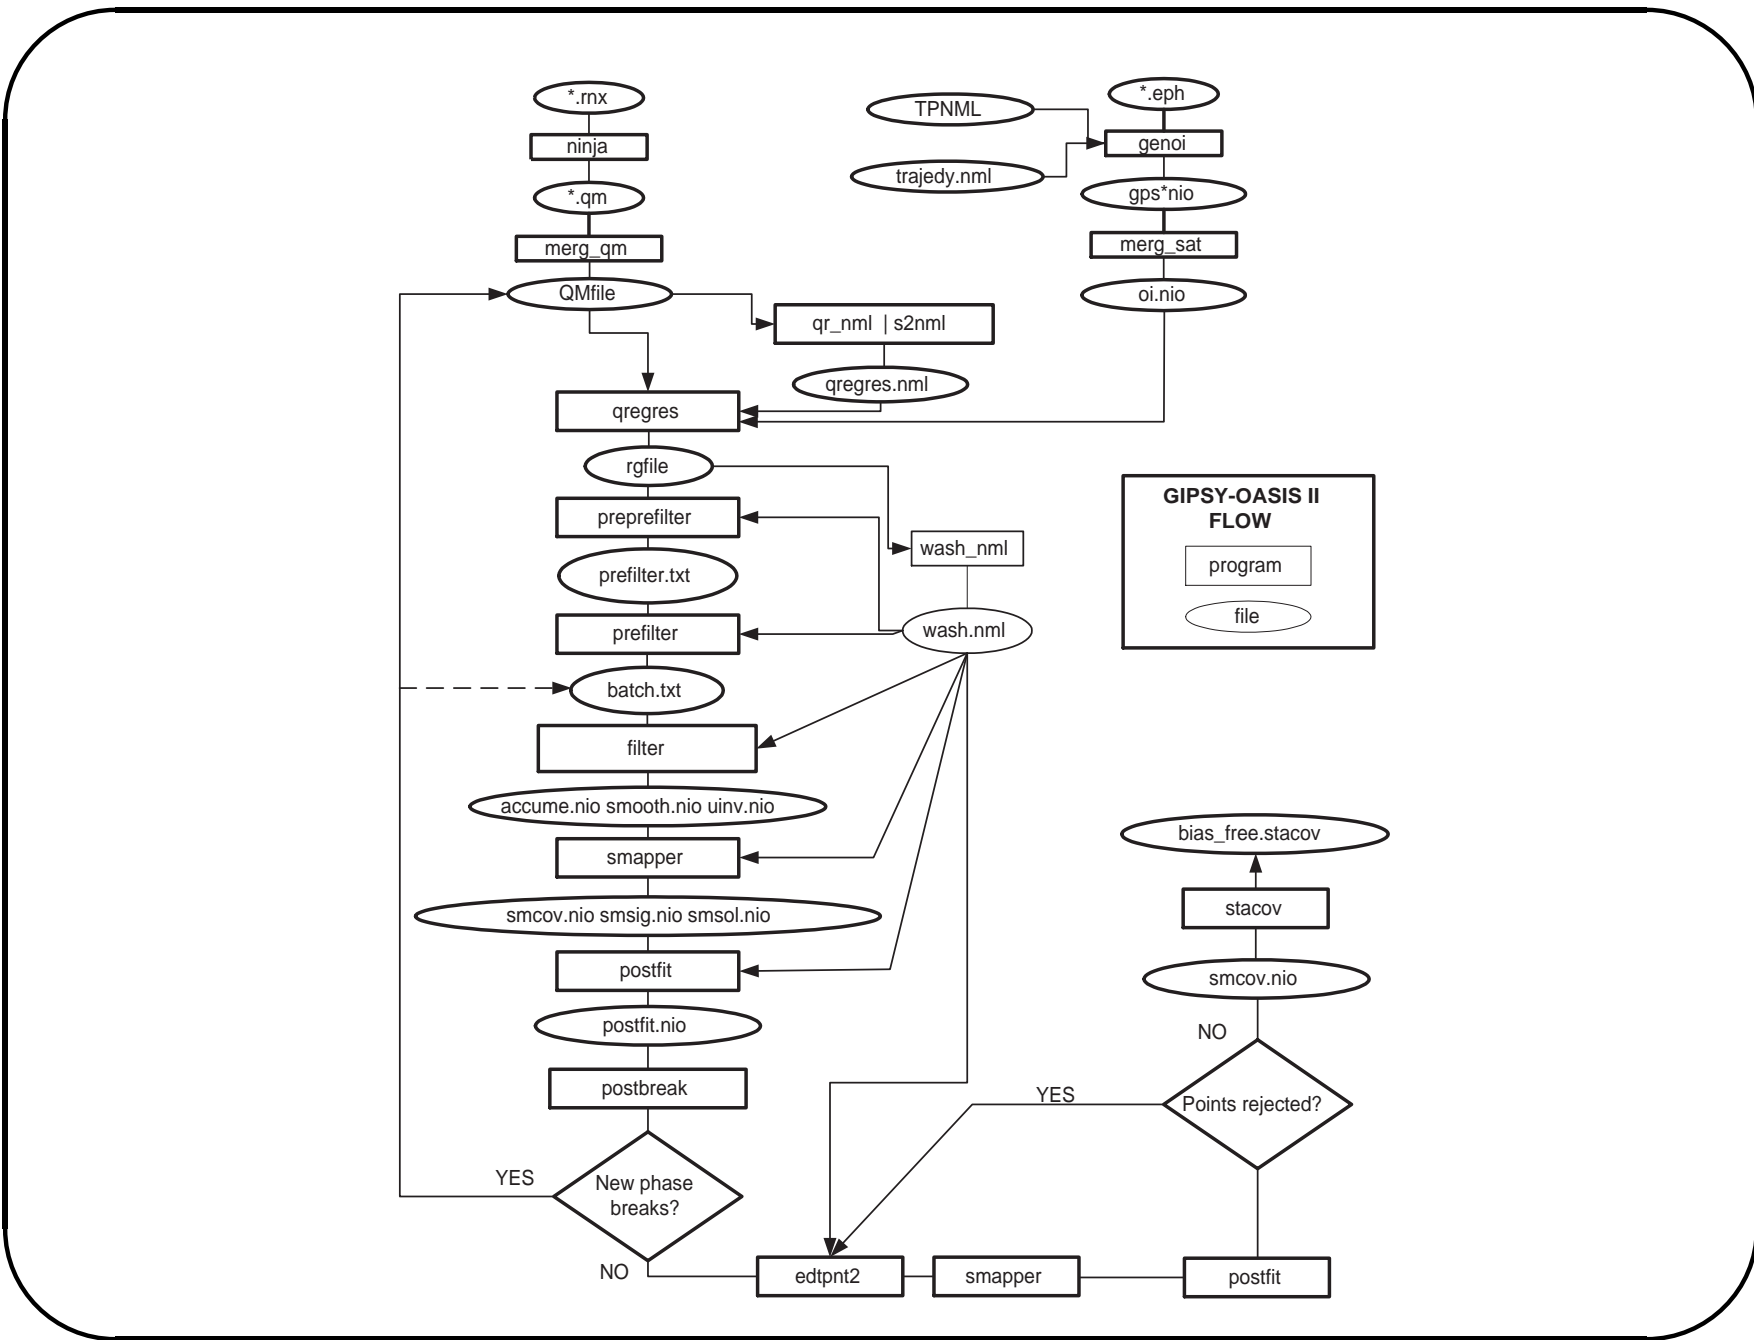 *.rnx
ninja
*.qm
merg_qm
QMfile
TPNML
trajedy.nml
*.eph
genoi
gps*nio
merg_sat
oi.nio
qr_nml | s2nml
qregres.nml
qregres
rgfile
preprefilter
prefilter.txt
prefilter
batch.txt
filter
accume.nio smooth.nio uinv.nio
smapper
smcov.nio smsig.nio smsol.nio
postfit
postfit.nio
postbreak
New phase
breaks?
YES
NO
wash_nml
wash.nml
GIPSY-OASIS II
FLOW
program
file
bias_free.stacov
stacov
smcov.nio
NO
Points rejected?
YES
edtpnt2
smapper
postfit